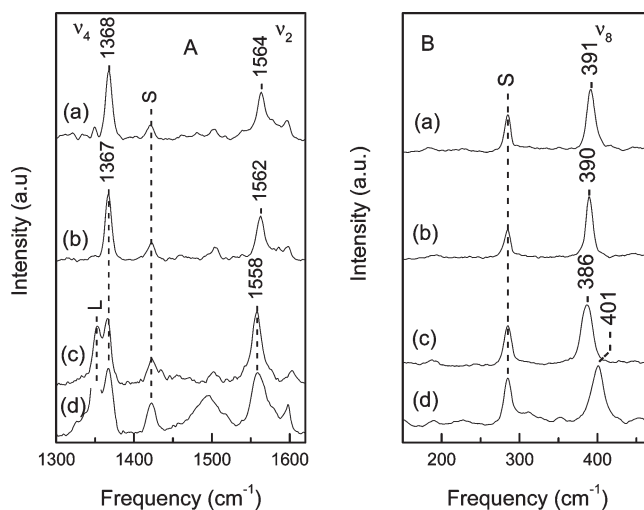 ν4 A ν2
1368
1564
S
(a)
1367
1562
(b)
1558
L
(c)
(d)
1300 1400 1500 1600
Frequency (cm-1)
Intensity (a.u)
B ν8
391
S
(a)
390
(b)
386
401
(c)
(d)
200 300 400
Frequency (cm-1)
Intensity (a.u.)